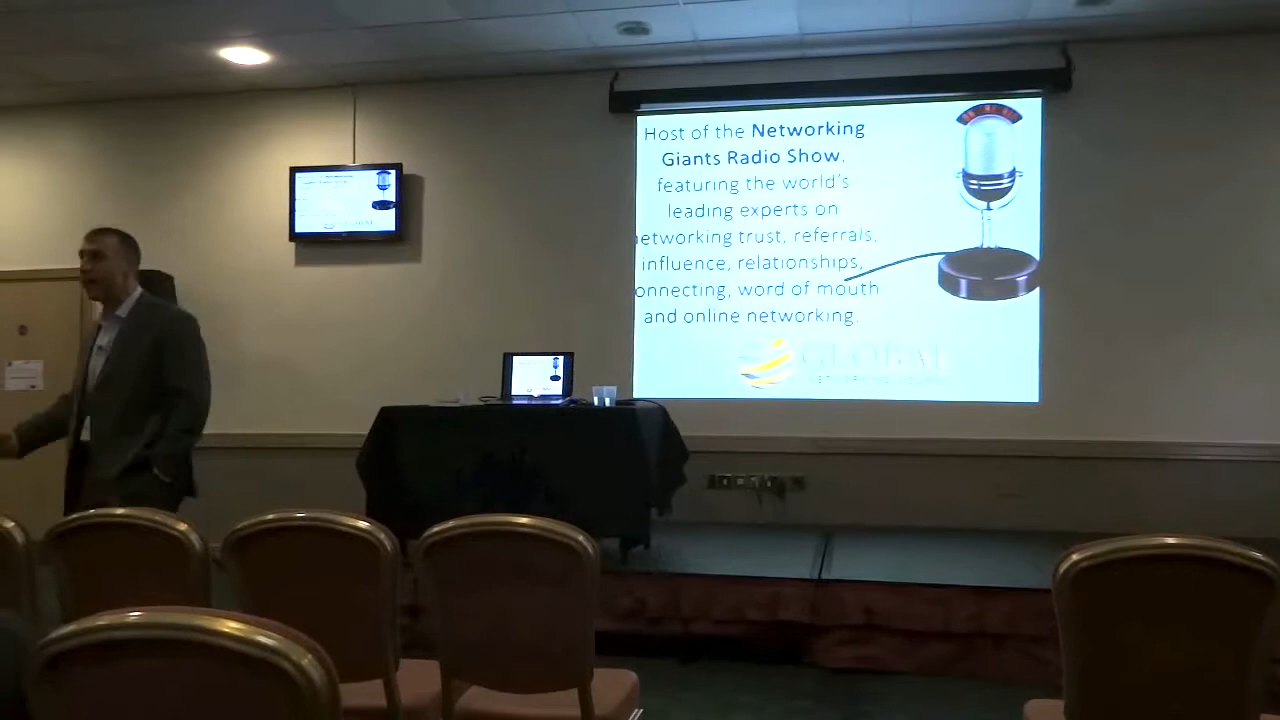 Host of the Networking
Giants Radio Show,
featuring the world's
leading experts on
etworking trust, referrals,
influence, relationships,
onnecting, word of mouth
and online networking.
GLOBAL